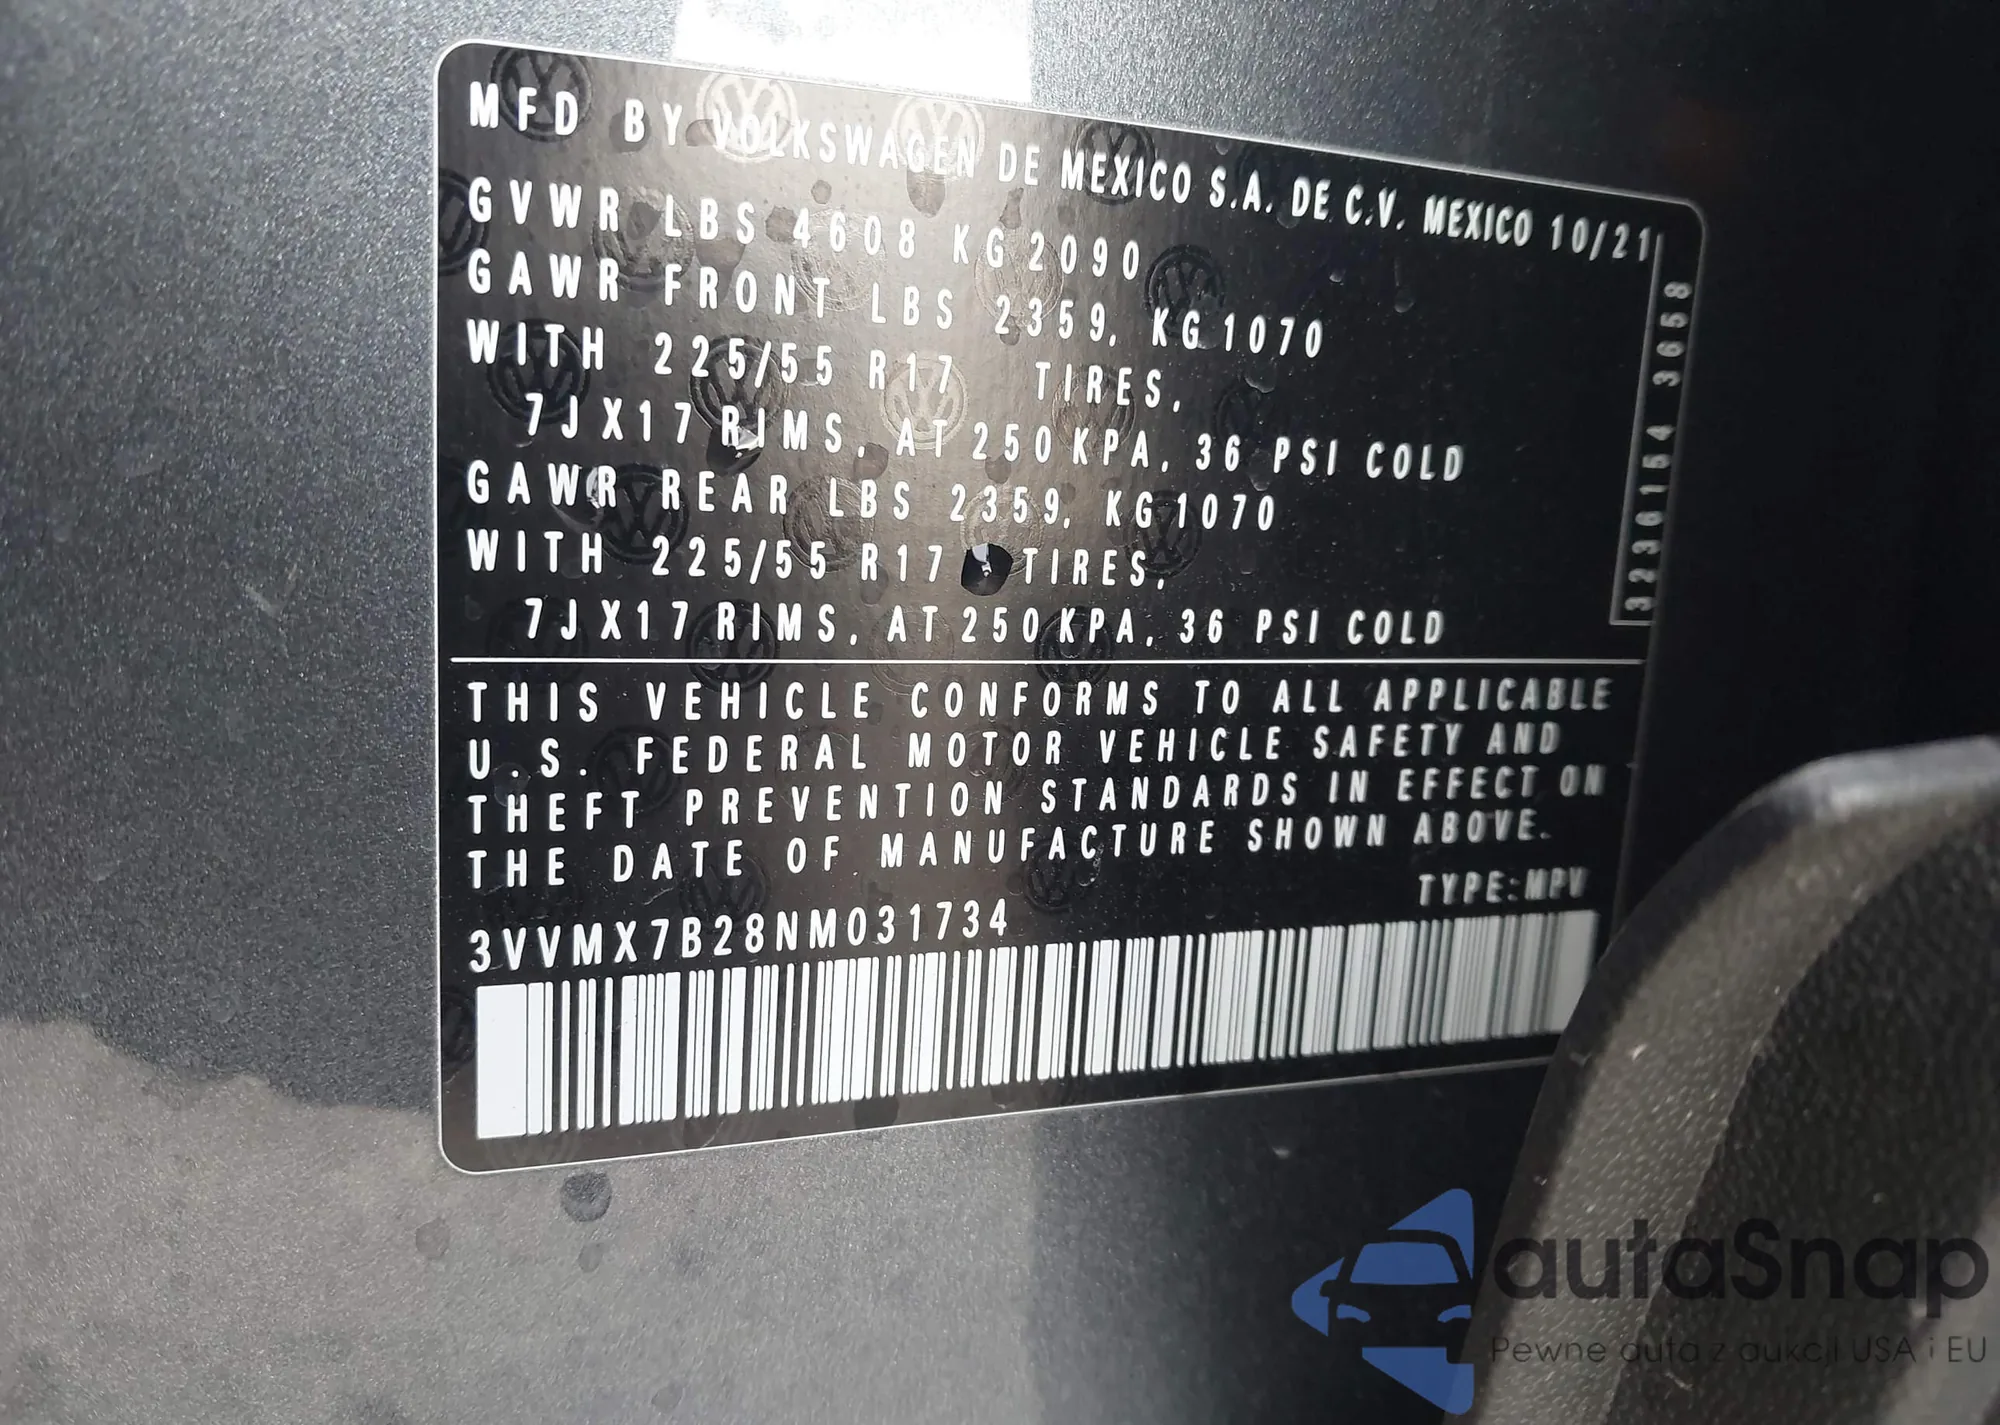 MFD BY VOLKSWAGEN DE MEXICO S.A. DE C.V. MEXICO 10/21
GVWR LBS 4608 KG 2090
GAWR FRONT LBS 2359, KG 1070
WITH 225/55 R17 TIRES,
7JX17 RIMS, AT 250 KPA, 36 PSI COLD
GAWR REAR LBS 2359, KG 1070
WITH 225/55 R17 TIRES,
7JX17 RIMS, AT 250 KPA, 36 PSI COLD
3236154 3658
THIS VEHICLE CONFORMS TO ALL APPLICABLE
U.S. FEDERAL MOTOR VEHICLE SAFETY AND
THEFT PREVENTION STANDARDS IN EFFECT ON
THE DATE OF MANUFACTURE SHOWN ABOVE.
TYPE:MPV
3VVMX7B28NM031734
autaSnap
Pewne auta z aukcji USA i EU